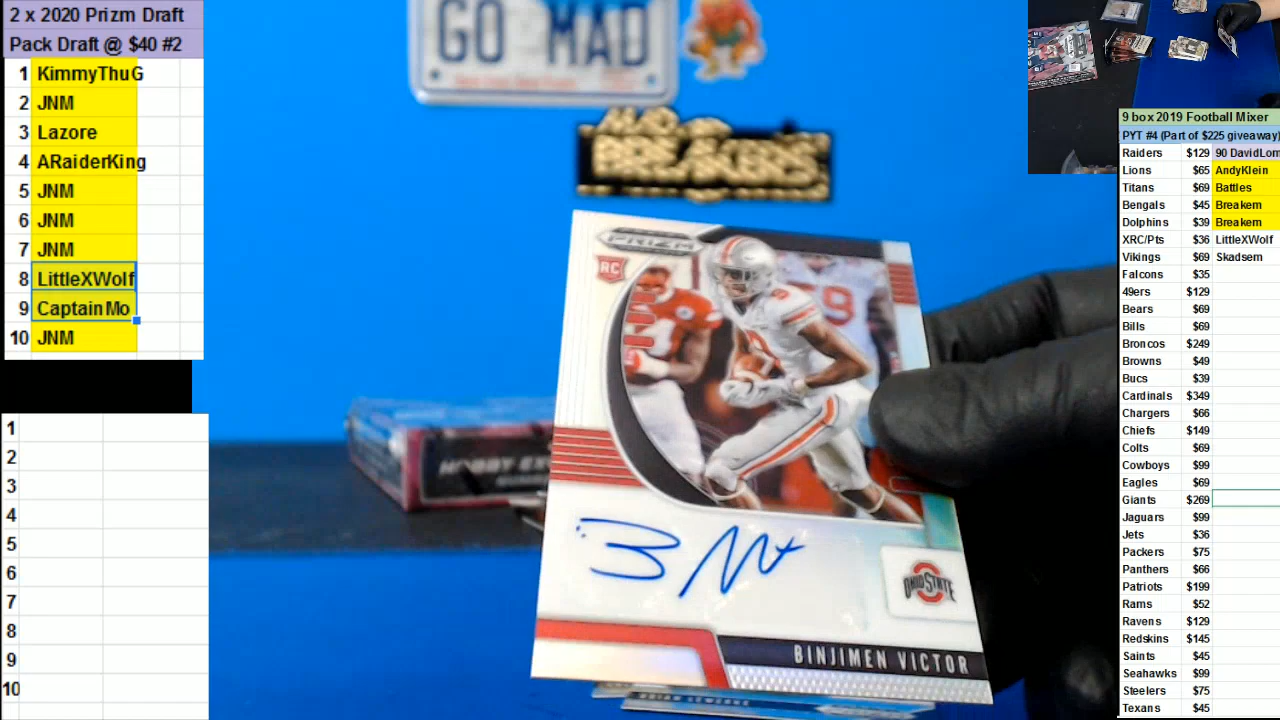 2 x 2020 Prizm Draft
Pack Draft @ $40 #2
1 KimmyThuG
2 JNM
3 Lazore
4 ARaiderKing
5 JNM
6 JNM
7 JNM
8 LittleXWolf
9 CaptainMo
10 JNM
1
2
3
4
5
6
7
8
9
10
GO MAD
BREAKERS
PRIZM
RC
9
OHIO STATE
BINJIMEN VICTOR
HOBBY
9 box 2019 Football Mixer
PYT #4 (Part of $225 giveaway)
Raiders $129 90 DavidLom
Lions $65 AndyKlein
Titans $69 Battles
Bengals $45 Breakem
Dolphins $39 Breakem
XRC/Pts $36 LittleXWolf
Vikings $69 Skadsem
Falcons $35
49ers $129
Bears $69
Bills $69
Broncos $249
Browns $49
Bucs $39
Cardinals $349
Chargers $66
Chiefs $149
Colts $69
Cowboys $99
Eagles $69
Giants $269
Jaguars $99
Jets $36
Packers $75
Panthers $66
Patriots $199
Rams $52
Ravens $129
Redskins $145
Saints $45
Seahawks $99
Steelers $75
Texans $45